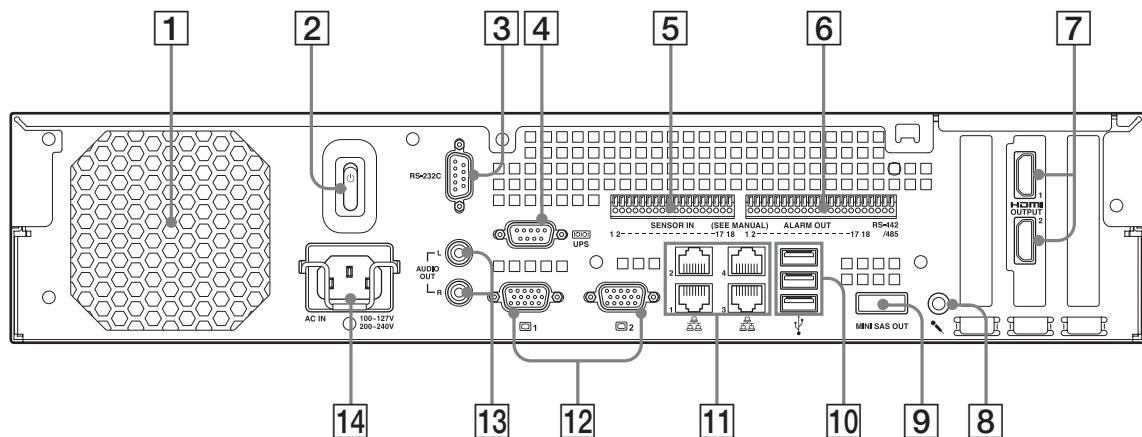 1
2
3
4
5
6
7
RS-232C
UPS
SENSOR IN (SEE MANUAL) ALARM OUT RS-442
/485
1 2 17 18 1 2 17 18
1
HDMI
OUTPUT
2
AC IN
100~127V
200~240V
AUDIO
OUT
L
R
1
2
2
4
1
3
MINI SAS OUT
14
13
12
11
10
9
8